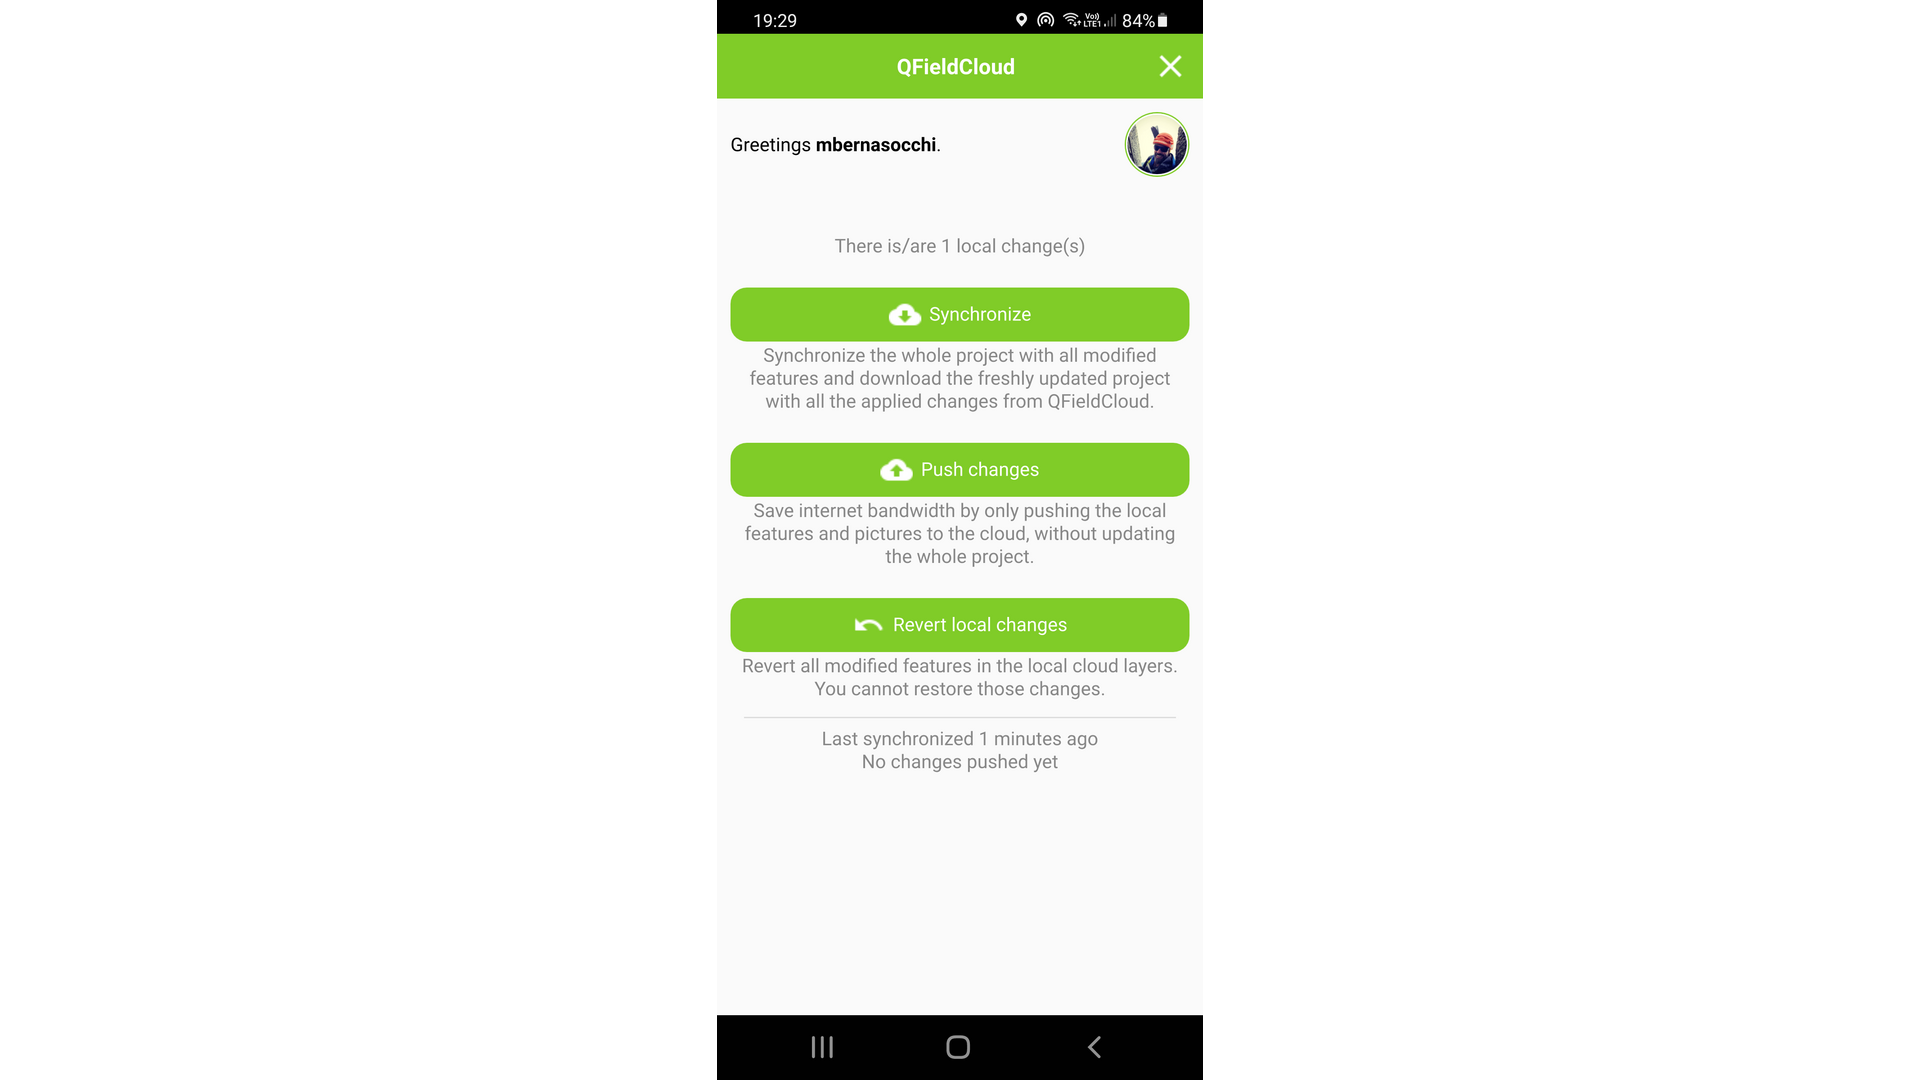 19:29
Vo)) LTE1 84%
QFieldCloud
Greetings mbernasocchi.
There is/are 1 local change(s)
Synchronize
Synchronize the whole project with all modified
features and download the freshly updated project
with all the applied changes from QFieldCloud.
Push changes
Save internet bandwidth by only pushing the local
features and pictures to the cloud, without updating
the whole project.
Revert local changes
Revert all modified features in the local cloud layers.
You cannot restore those changes.
Last synchronized 1 minutes ago
No changes pushed yet